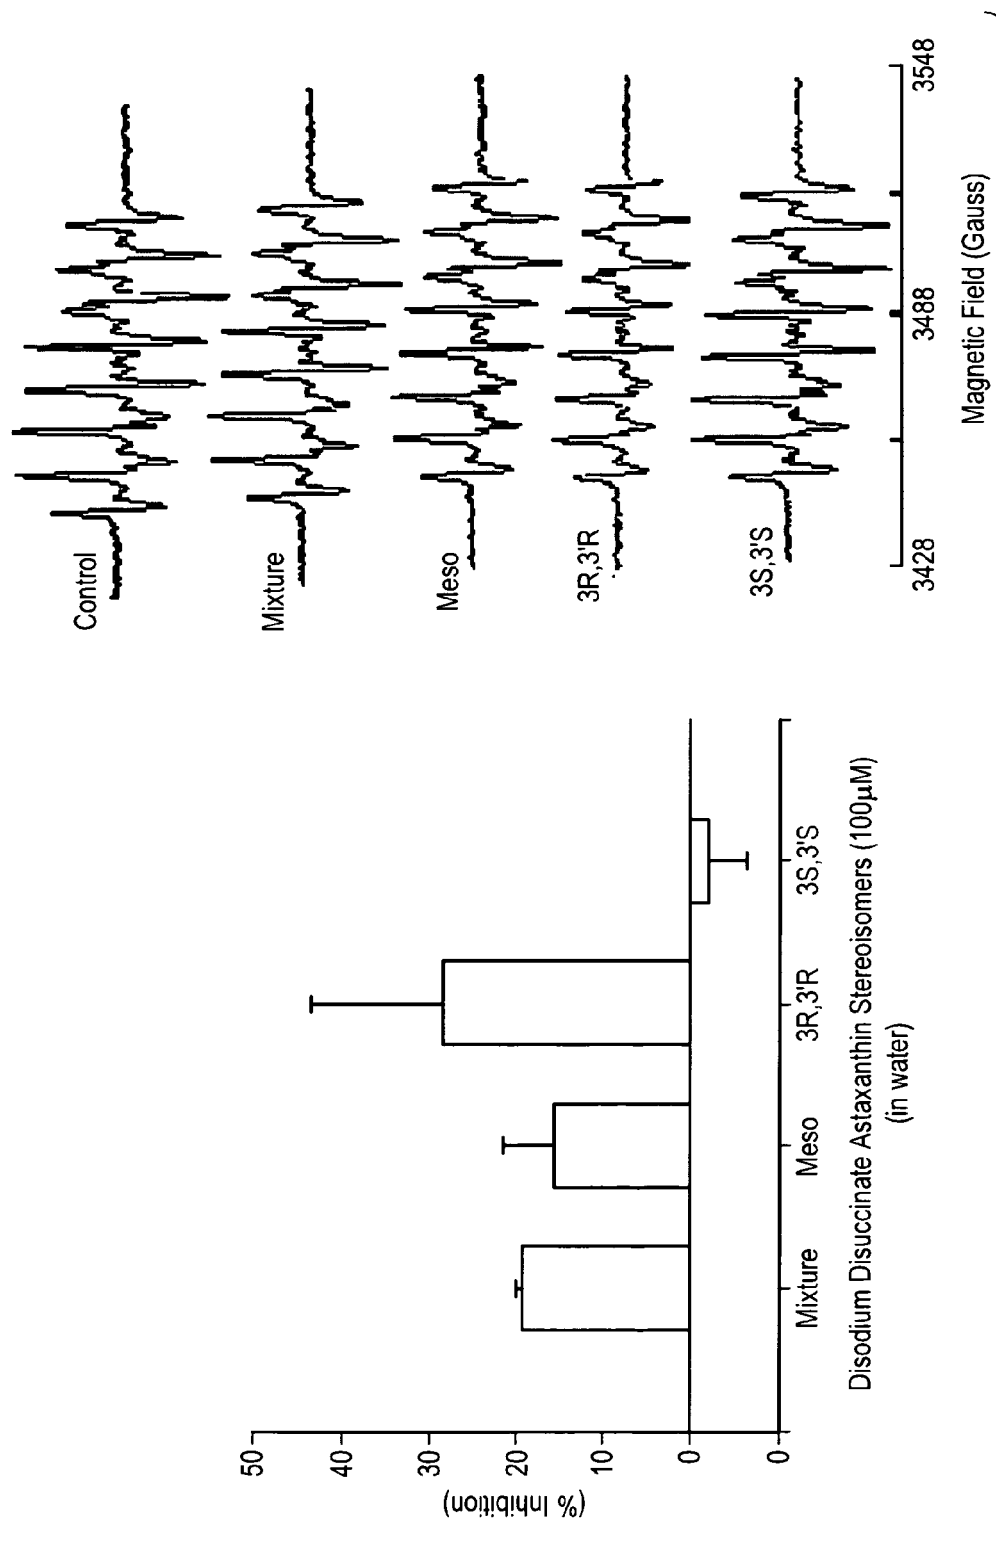 (% Inhibition)
50
40
30
20
10
0
0
Mixture
Meso
3R,3'R
3S,3'S
Disodium Disuccinate Astaxanthin Stereoisomers (100μM)
(in water)
Control
Mixture
Meso
3R,3'R
3S,3'S
3428
3488
3548
Magnetic Field (Gauss)